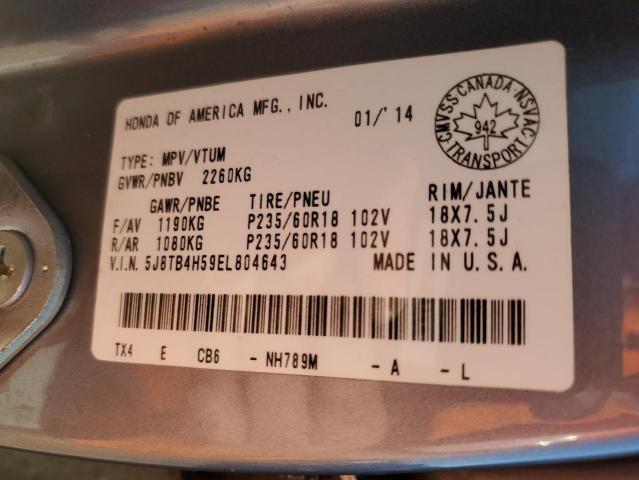 HONDA OF AMERICA MFG., INC. 01/'14
CMVSS · CANADA · NSVAC
942
TRANSPORT
TYPE: MPV/VTUM
GVWR/PNBV 2260KG
GAWR/PNBE TIRE/PNEU RIM/JANTE
F/AV 1190KG P235/60R18 102V 18X7.5J
R/AR 1080KG P235/60R18 102V 18X7.5J
V.I.N. 5J8TB4H59EL804643 MADE IN U.S.A.
TX4 E CB6 - NH789M - A - L